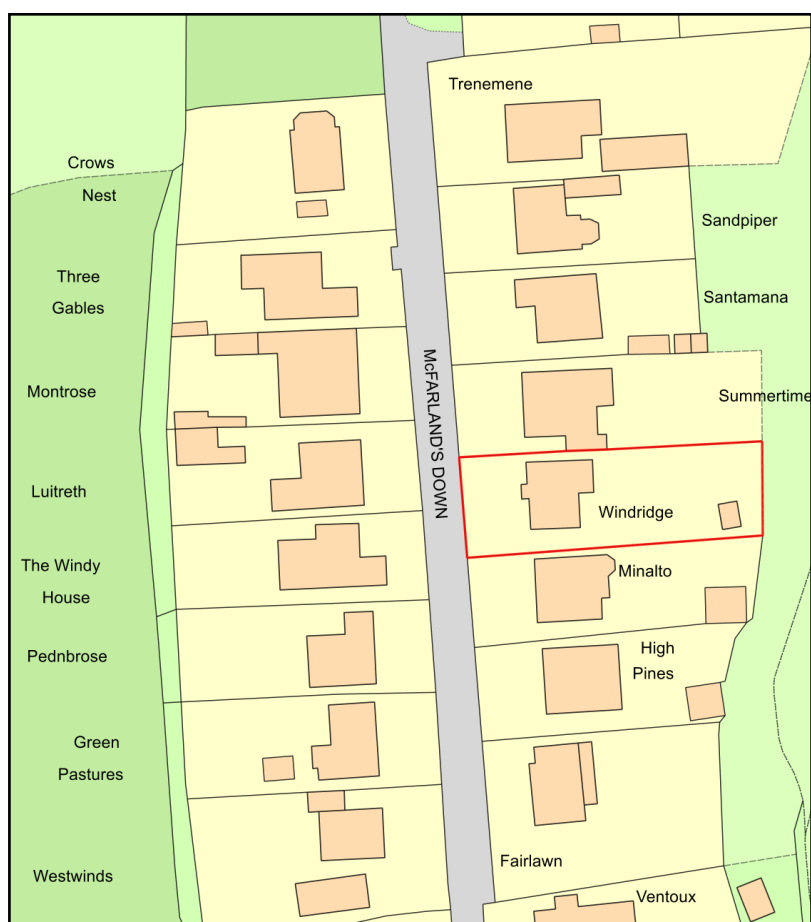 Trenemene
Crows
Nest
Sandpiper
Three
Gables
Santamana
Montrose
McFARLAND'S DOWN
Summertime
Luitreth
Windridge
The Windy
House
Minalto
Pednbrose
High
Pines
Green
Pastures
Fairlawn
Westwinds
Ventoux